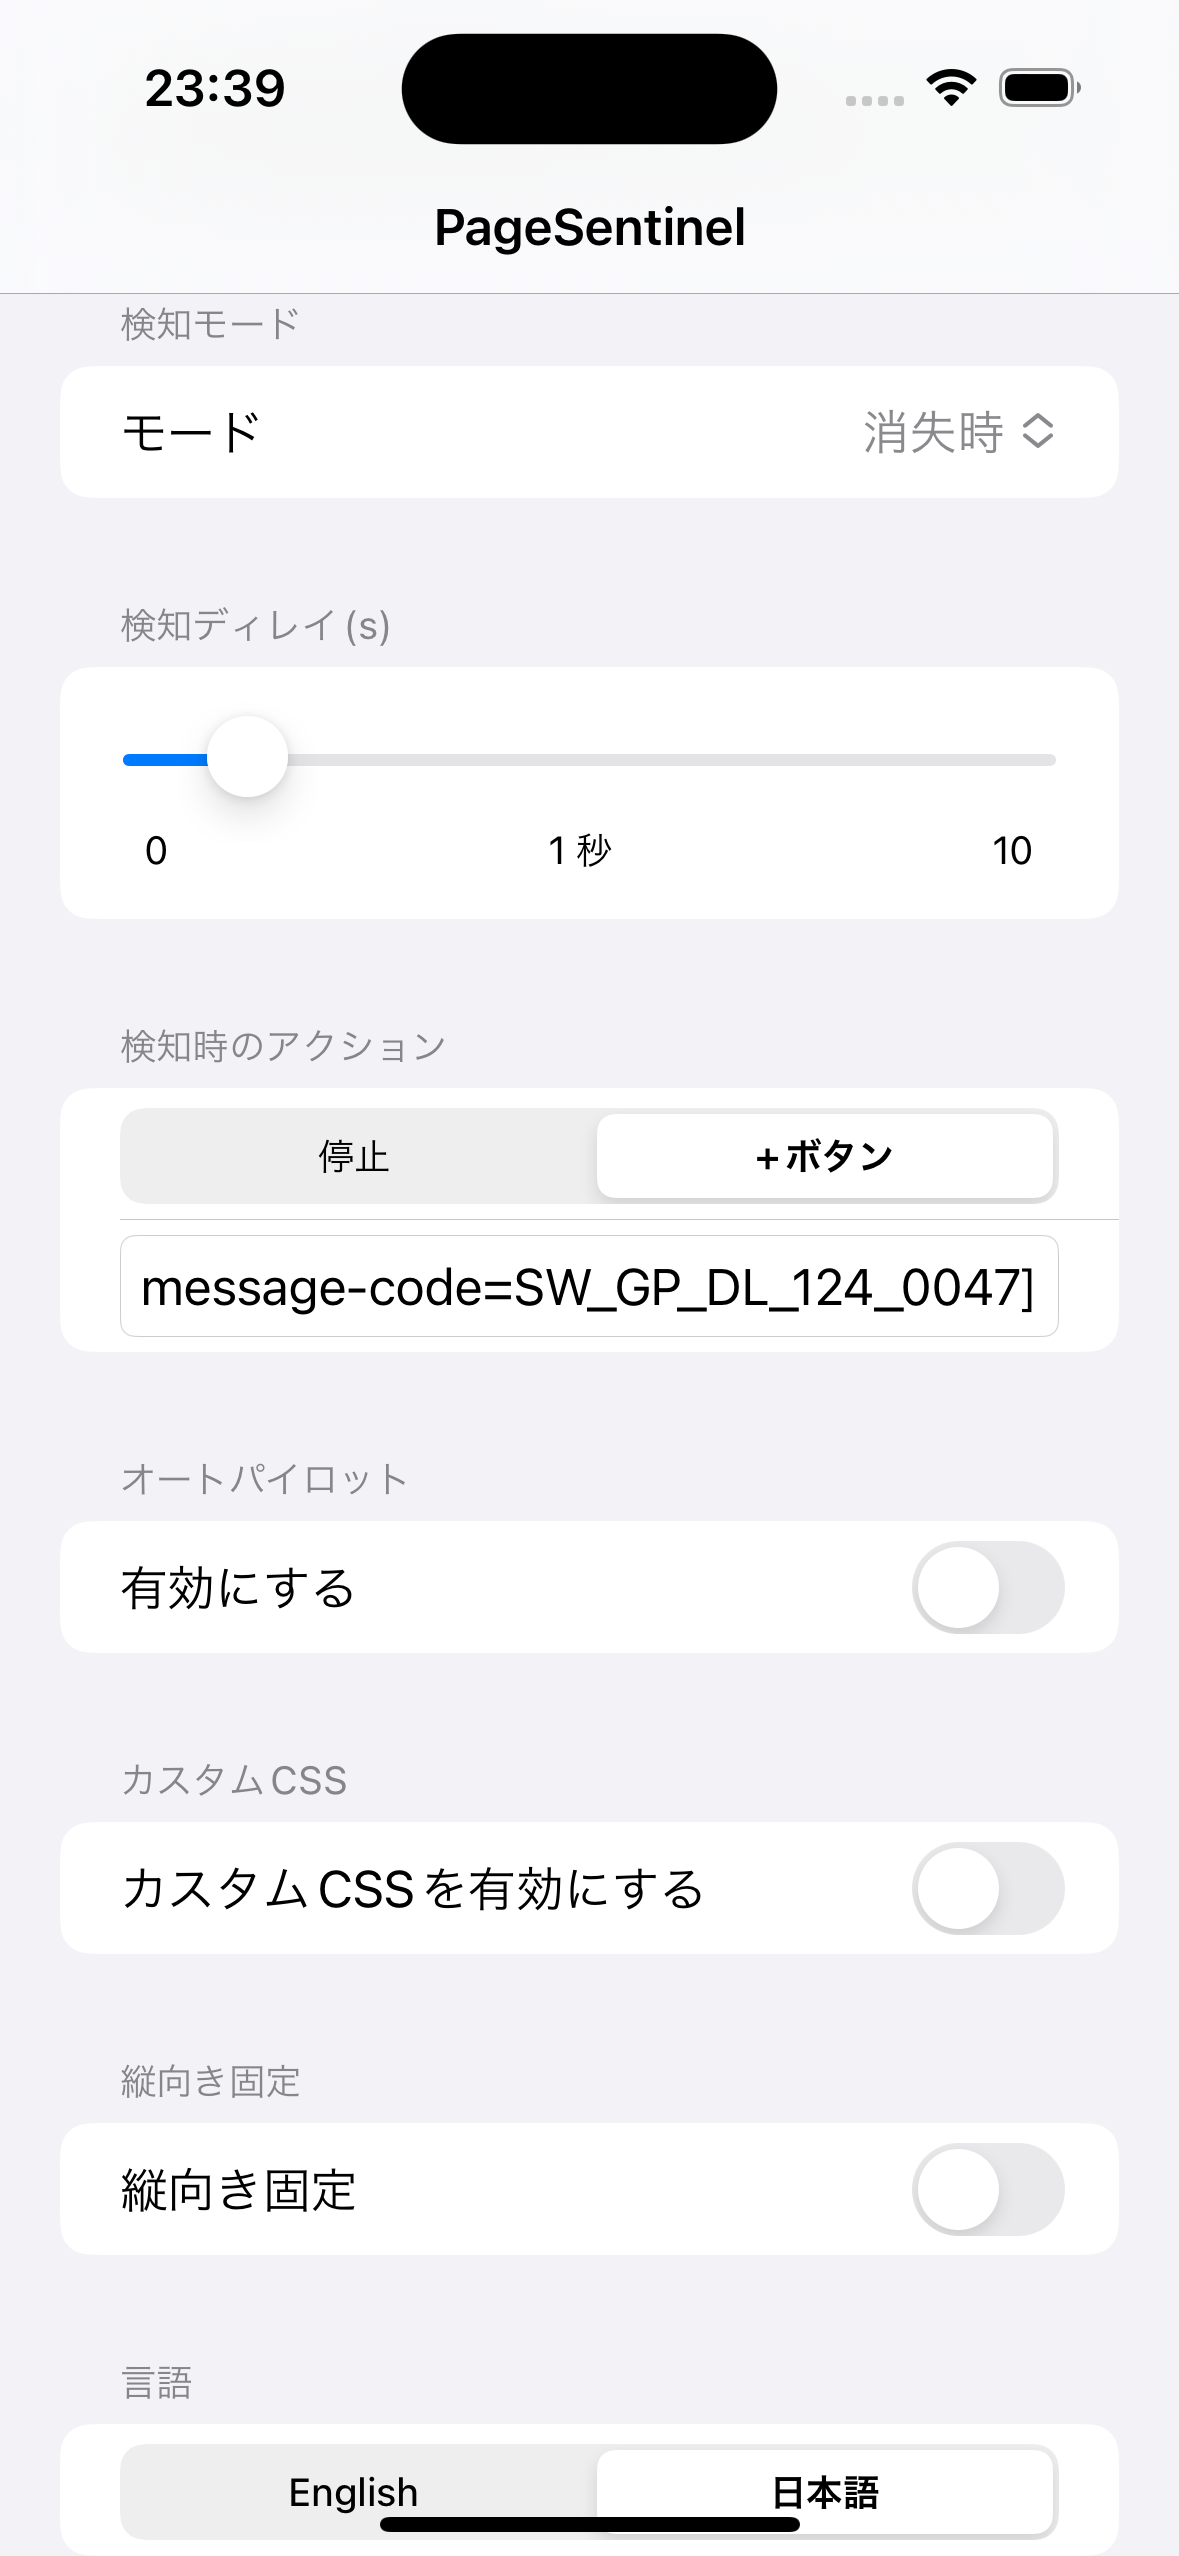 23:39
PageSentinel
検知モード
モード 消失時
検知ディレイ(s)
0 1 秒 10
検知時のアクション
停止 +ボタン
message-code=SW_GP_DL_124_0047]
オートパイロット
有効にする
カスタムCSS
カスタムCSSを有効にする
縦向き固定
縦向き固定
言語
English 日本語